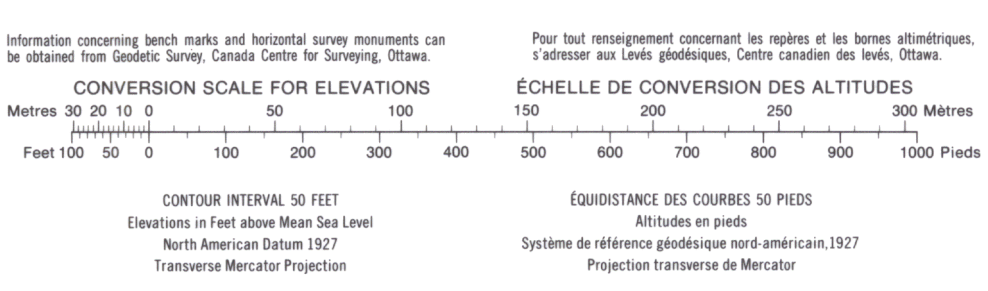 Information concerning bench marks and horizontal survey monuments can
be obtained from Geodetic Survey, Canada Centre for Surveying, Ottawa.
Pour tout renseignement concernant les repères et les bornes altimétriques,
s'adresser aux Levés géodésiques, Centre canadien des levés, Ottawa.
CONVERSION SCALE FOR ELEVATIONS
ÉCHELLE DE CONVERSION DES ALTITUDES
Metres 30 20 10 0 50 100 150 200 250 300 Mètres
Feet 100 50 0 100 200 300 400 500 600 700 800 900 1000 Pieds
CONTOUR INTERVAL 50 FEET
Elevations in Feet above Mean Sea Level
North American Datum 1927
Transverse Mercator Projection
ÉQUIDISTANCE DES COURBES 50 PIEDS
Altitudes en pieds
Système de référence géodésique nord-américain,1927
Projection transverse de Mercator